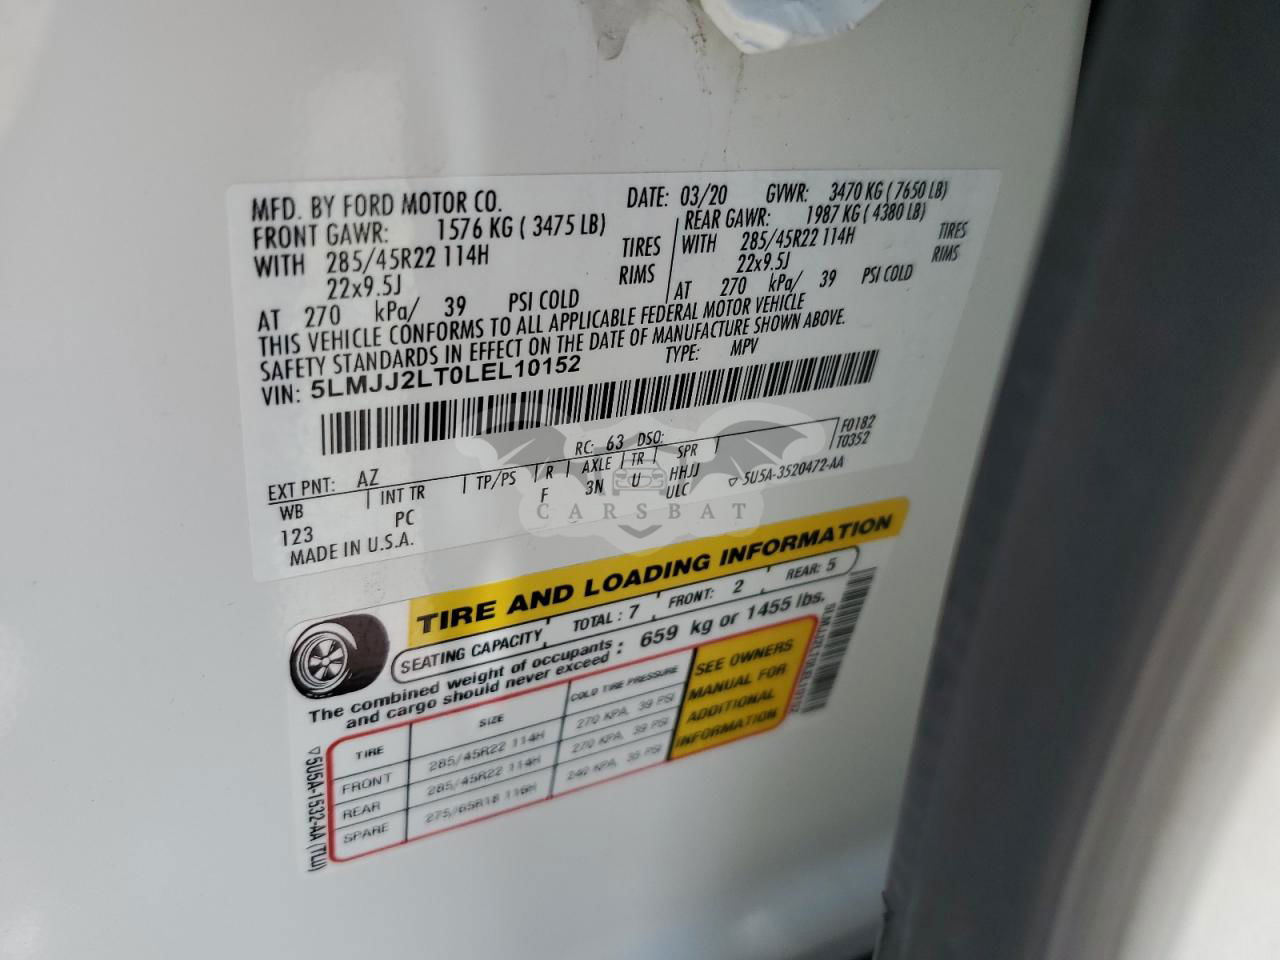 MFD. BY FORD MOTOR CO. DATE: 03/20 GVWR: 3470 KG ( 7650 LB)
FRONT GAWR: 1576 KG ( 3475 LB) REAR GAWR: 1987 KG ( 4380 LB)
WITH 285/45R22 114H TIRES WITH 285/45R22 114H TIRES
22x9.5J RIMS 22x9.5J RIMS
AT 270 kPa/ 39 PSI COLD AT 270 kPa/ 39 PSI COLD
THIS VEHICLE CONFORMS TO ALL APPLICABLE FEDERAL MOTOR VEHICLE
SAFETY STANDARDS IN EFFECT ON THE DATE OF MANUFACTURE SHOWN ABOVE.
VIN: 5LMJJ2LT0LEL10152 TYPE: MPV
F0182
T0352
EXT PNT: AZ RC: 63 DSO:
WB INT TR TP/PS R AXLE TR SPR
123 PC F 3N U HHJJ
ULC
MADE IN U.S.A. ▽ 5U5A-3520472-AA
CARSBAT
TIRE AND LOADING INFORMATION
SEATING CAPACITY TOTAL : 7 FRONT: 2 REAR: 5
The combined weight of occupants and cargo should never exceed : 659 kg or 1455 lbs.
TIRE SIZE COLD TIRE PRESSURE
FRONT 285/45R22 114H 270 KPA, 39 PSI
REAR 285/45R22 114H 270 KPA, 39 PSI
SPARE 275/65R18 116H 240 KPA, 35 PSI
SEE OWNERS
MANUAL FOR
ADDITIONAL
INFORMATION
▽5U5A-1532-AA (TLU)